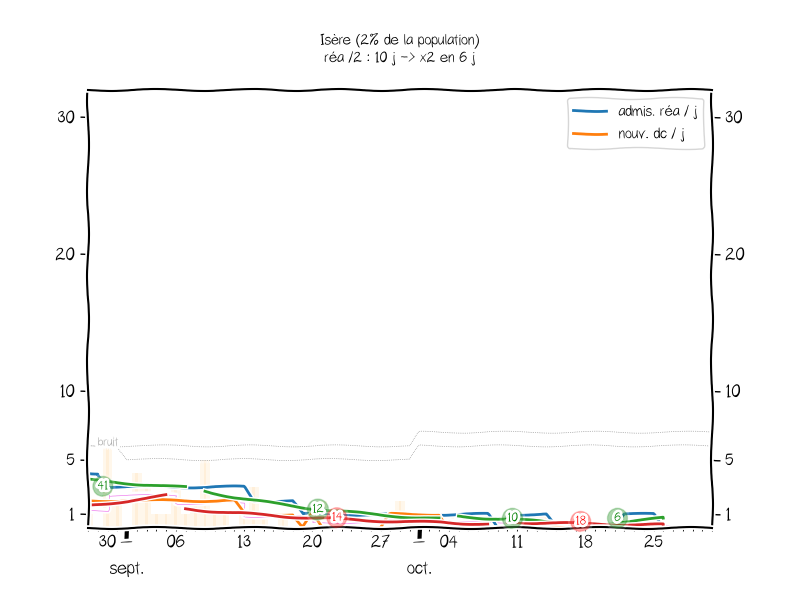 Isère (2% de la population)
réa /2 : 10 j -> x2 en 6 j
admis. réa / j
nouv. dc / j
30 30
20 20
10 10
bruit
5 5
41
12
14
10
18
6
1 1
30 06 13 20 27 04 11 18 25
sept. oct.